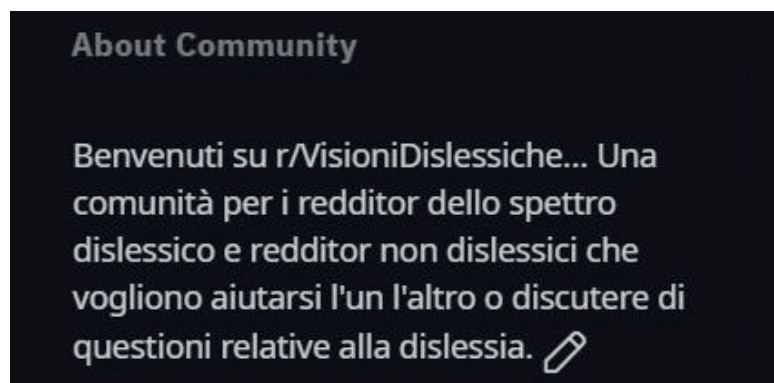 About Community
Benvenuti su r/VisioniDislessiche... Una
comunità per i redditor dello spettro
dislessico e redditor non dislessici che
vogliono aiutarsi l'un l'altro o discutere di
questioni relative alla dislessia.